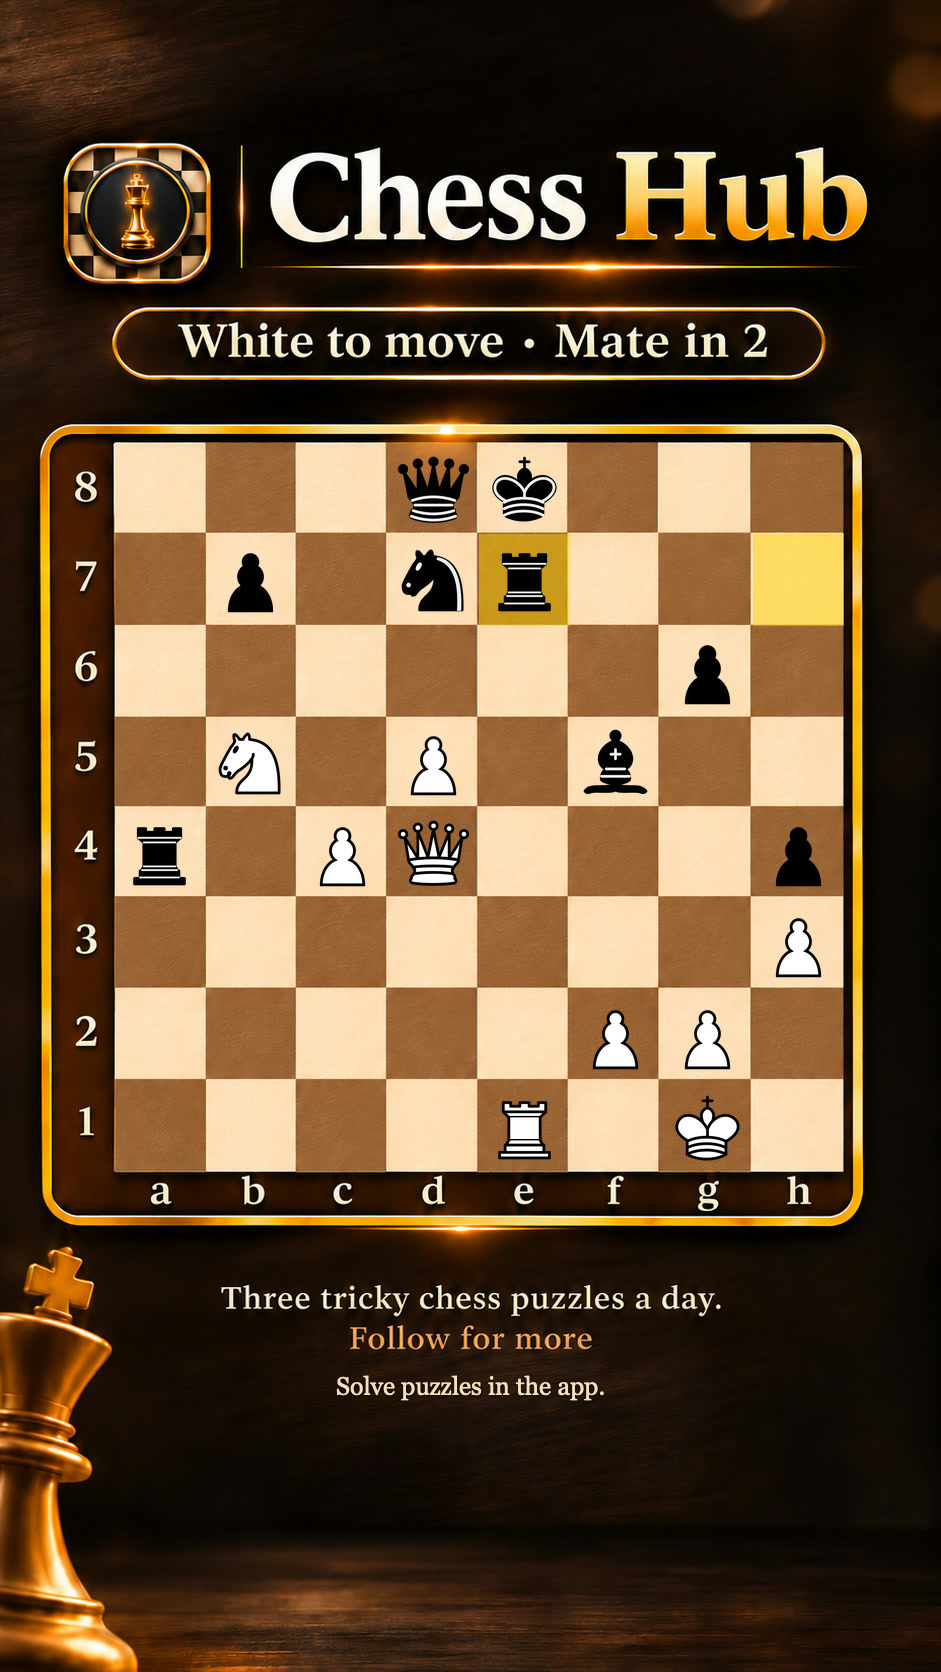 Chess Hub
White to move • Mate in 2
8
7
6
5
4
3
2
1
a b c d e f g h
Three tricky chess puzzles a day.
Follow for more
Solve puzzles in the app.